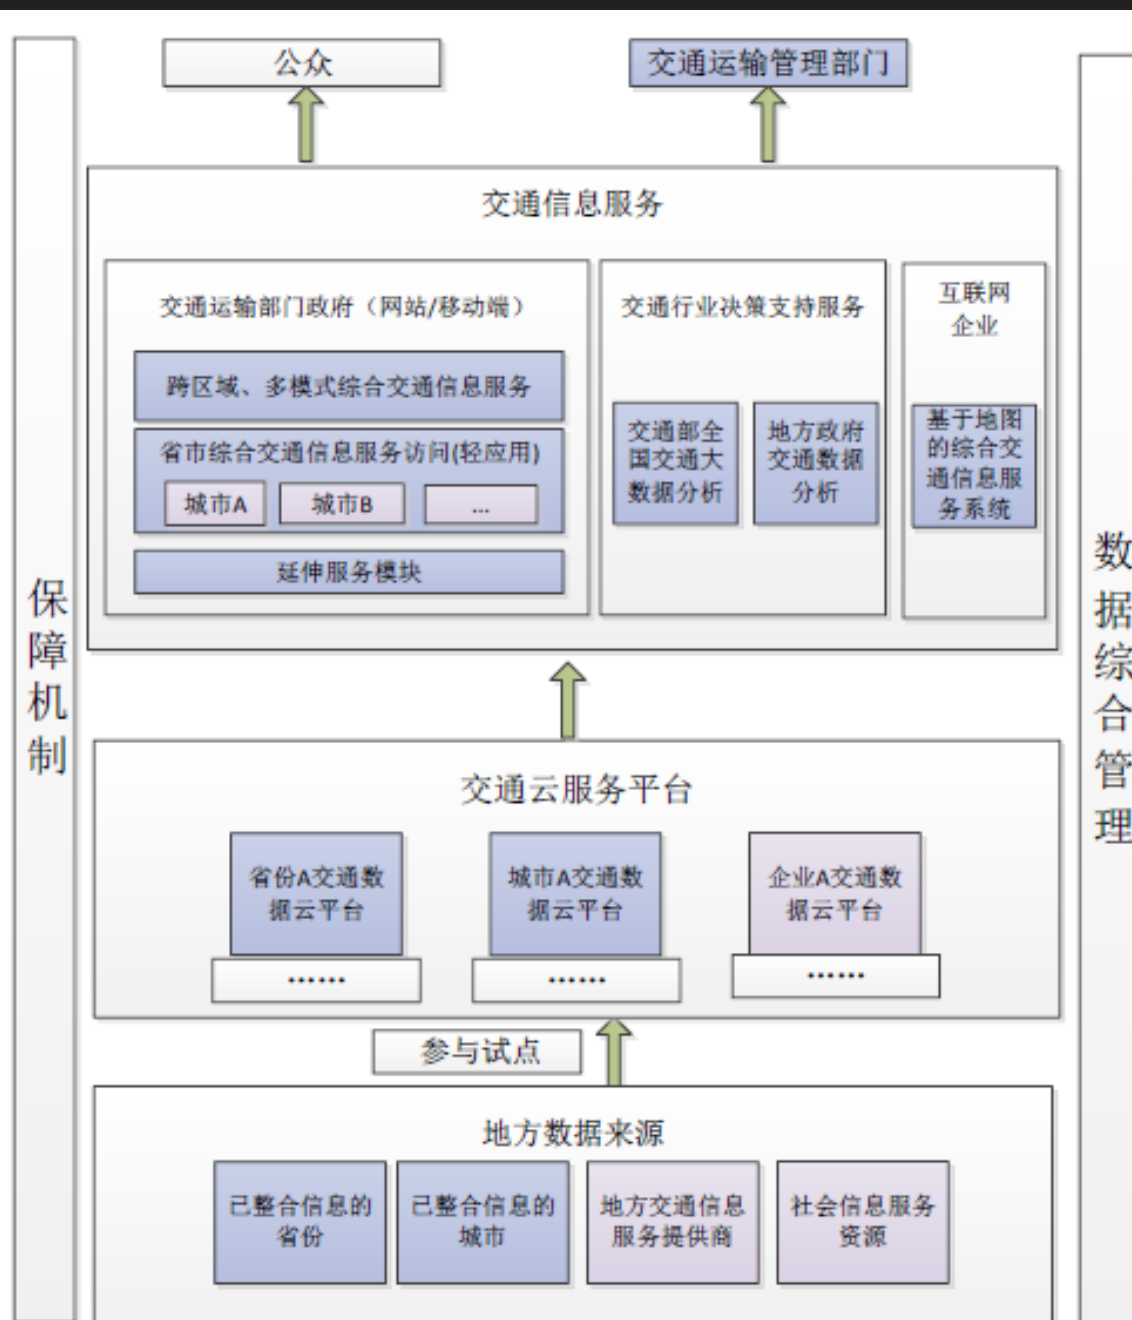 公众
交通运输管理部门
交通信息服务
交通运输部门政府（网站/移动端）
跨区域、多模式综合交通信息服务
省市综合交通信息服务访问(轻应用)
城市A
城市B
...
延伸服务模块
交通行业决策支持服务
交通部全
国交通大
数据分析
地方政府
交通数据
分析
互联网
企业
基于地图
的综合交
通信息服
务系统
保
障
机
制
数
据
综
合
管
理
交通云服务平台
省份A交通数
据云平台
……
城市A交通数
据云平台
……
企业A交通数
据云平台
……
参与试点
地方数据来源
已整合信息的
省份
已整合信息的
城市
地方交通信息
服务提供商
社会信息服务
资源